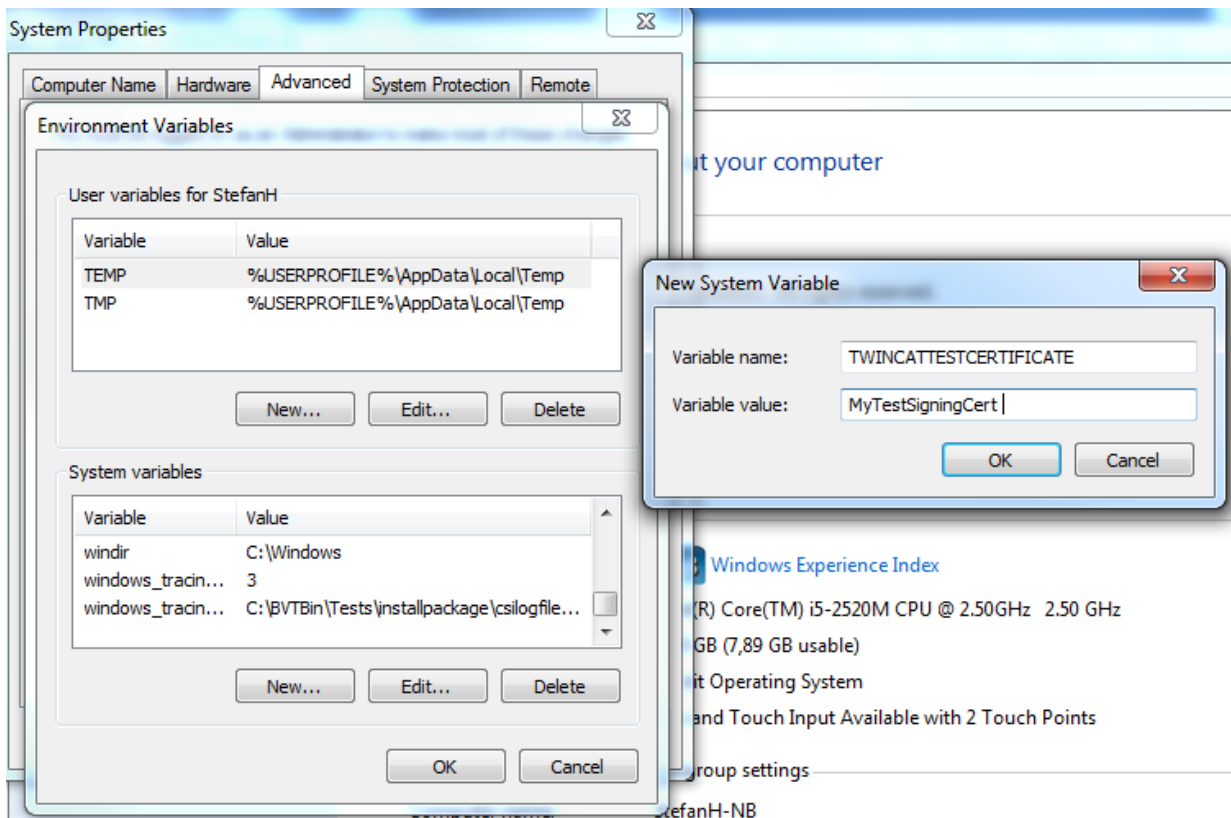 System Properties
Computer Name Hardware Advanced System Protection Remote
Environment Variables
User variables for StefanH
Variable Value
TEMP %USERPROFILE%\AppData\Local\Temp
TMP %USERPROFILE%\AppData\Local\Temp
New... Edit... Delete
System variables
Variable Value
windir C:\Windows
windows_tracin... 3
windows_tracin... C:\BVTBin\Tests\installpackage\csilogfile...
New... Edit... Delete
OK Cancel
ut your computer
New System Variable
Variable name: TWINCATTESTCERTIFICATE
Variable value: MyTestSigningCert
OK Cancel
Windows Experience Index
(R) Core(TM) i5-2520M CPU @ 2.50GHz 2.50 GHz
GB (7,89 GB usable)
it Operating System
and Touch Input Available with 2 Touch Points
group settings
StefanH-NB